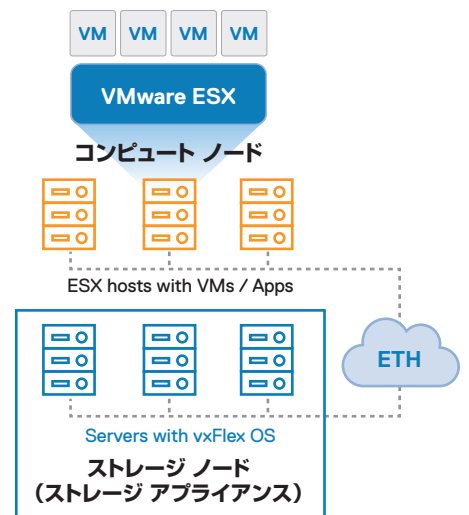 VM VM VM VM
VMware ESX
コンピュート ノード
ESX hosts with VMs / Apps
ETH
Servers with vxFlex OS
ストレージ ノード
（ストレージ アプライアンス）